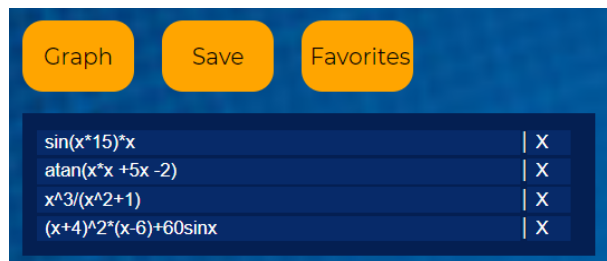 Graph Save Favorites
sin(x*15)*x | X
atan(x*x +5x -2) | X
x^3/(x^2+1) | X
(x+4)^2*(x-6)+60sinx | X